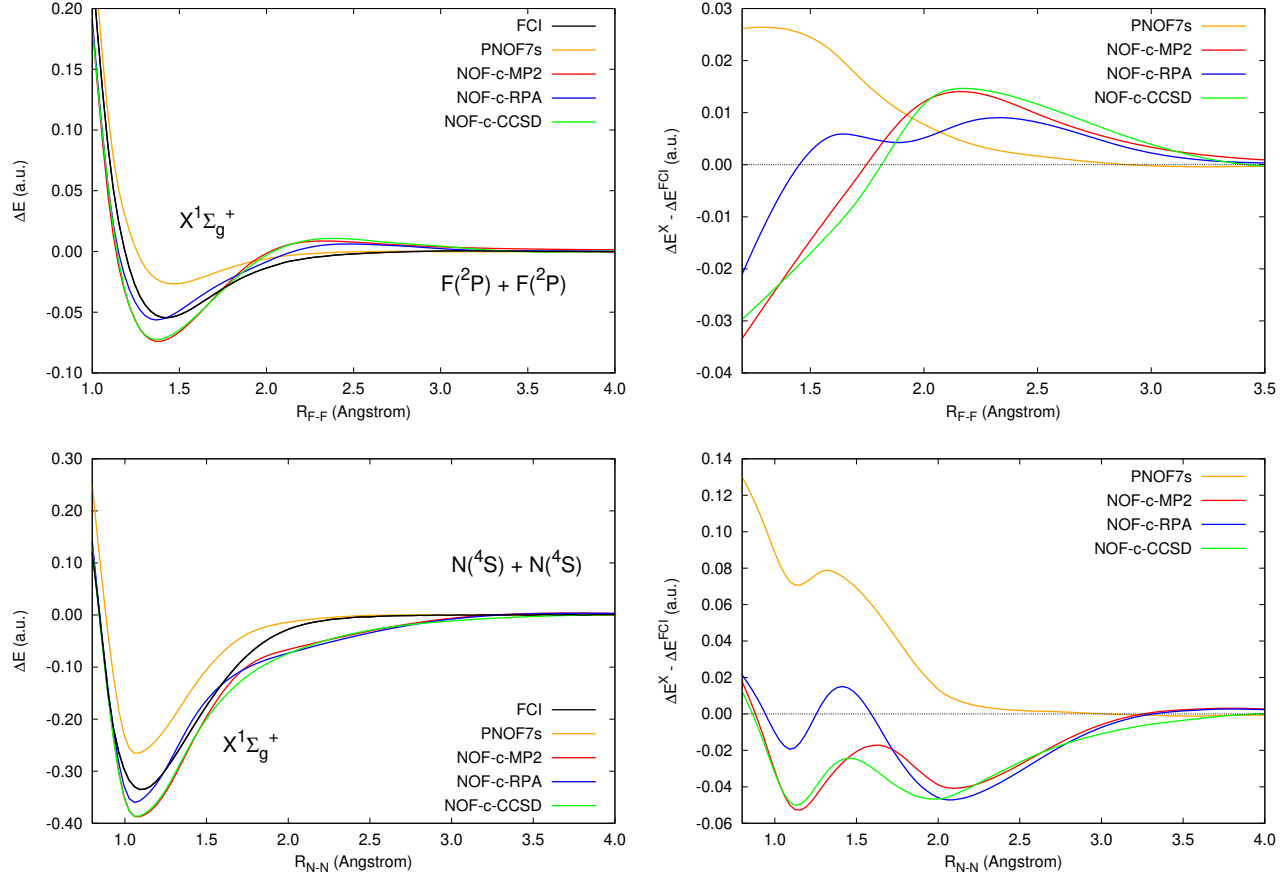 0.20
0.15
0.10
0.05
0.00
-0.05
-0.10
ΔE (a.u.)
FCI
PNOF7s
NOF-c-MP2
NOF-c-RPA
NOF-c-CCSD
X¹Σg⁺
F(²P) + F(²P)
1.0 1.5 2.0 2.5 3.0 3.5 4.0
R_F-F (Angstrom)
0.03
0.02
0.01
0.00
-0.01
-0.02
-0.03
-0.04
ΔE^X - ΔE^FCI (a.u.)
PNOF7s
NOF-c-MP2
NOF-c-RPA
NOF-c-CCSD
1.5 2.0 2.5 3.0 3.5
R_F-F (Angstrom)
0.30
0.20
0.10
0.00
-0.10
-0.20
-0.30
-0.40
ΔE (a.u.)
N(⁴S) + N(⁴S)
X¹Σg⁺
FCI
PNOF7s
NOF-c-MP2
NOF-c-RPA
NOF-c-CCSD
1.0 1.5 2.0 2.5 3.0 3.5 4.0
R_N-N (Angstrom)
0.14
0.12
0.10
0.08
0.06
0.04
0.02
0.00
-0.02
-0.04
-0.06
ΔE^X - ΔE^FCI (a.u.)
PNOF7s
NOF-c-MP2
NOF-c-RPA
NOF-c-CCSD
1.0 1.5 2.0 2.5 3.0 3.5 4.0
R_N-N (Angstrom)